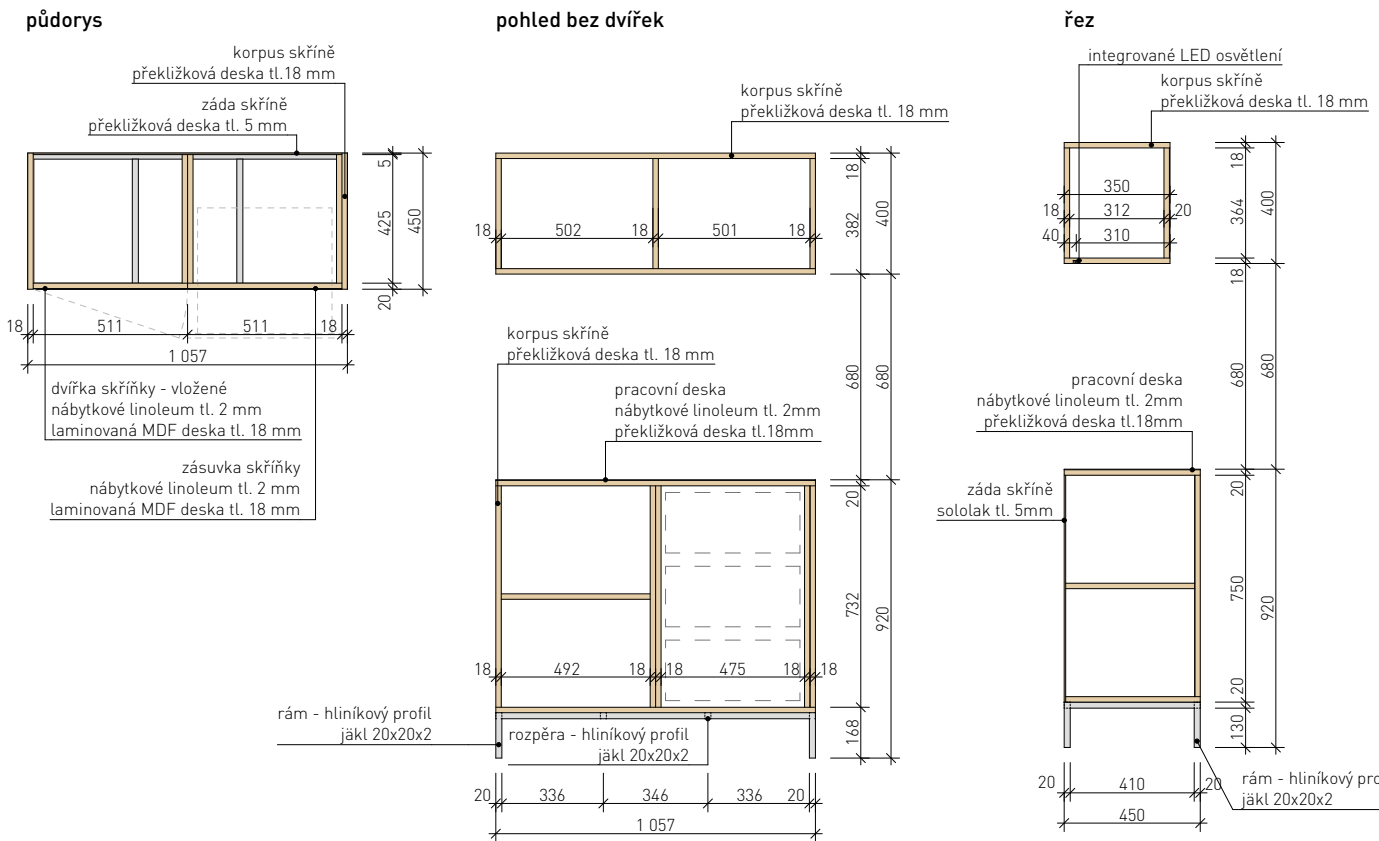 půdorys
korpus skříně
překližková deska tl.18 mm
záda skříně
překližková deska tl. 5 mm
5
425
450
20
18
511
511
18
1 057
dvířka skříňky - vložené
nábytkové linoleum tl. 2 mm
laminovaná MDF deska tl. 18 mm
zásuvka skříňky
nábytkové linoleum tl. 2 mm
laminovaná MDF deska tl. 18 mm
pohled bez dvířek
korpus skříně
překližková deska tl. 18 mm
18
382
400
18
502
18
501
18
680
680
korpus skříně
překližková deska tl. 18 mm
pracovní deska
nábytkové linoleum tl. 2mm
překližková deska tl.18mm
20
732
920
168
18
492
18
18
475
18
18
rám - hliníkový profil
jäkl 20x20x2
rozpěra - hliníkový profil
jäkl 20x20x2
20
336
346
336
20
1 057
řez
integrované LED osvětlení
korpus skříně
překližková deska tl. 18 mm
350
18
312
20
40
310
18
364
400
18
680
680
pracovní deska
nábytkové linoleum tl. 2mm
překližková deska tl.18mm
záda skříně
sololak tl. 5mm
20
750
920
20
130
20
410
20
450
rám - hliníkový pro
jäkl 20x20x2